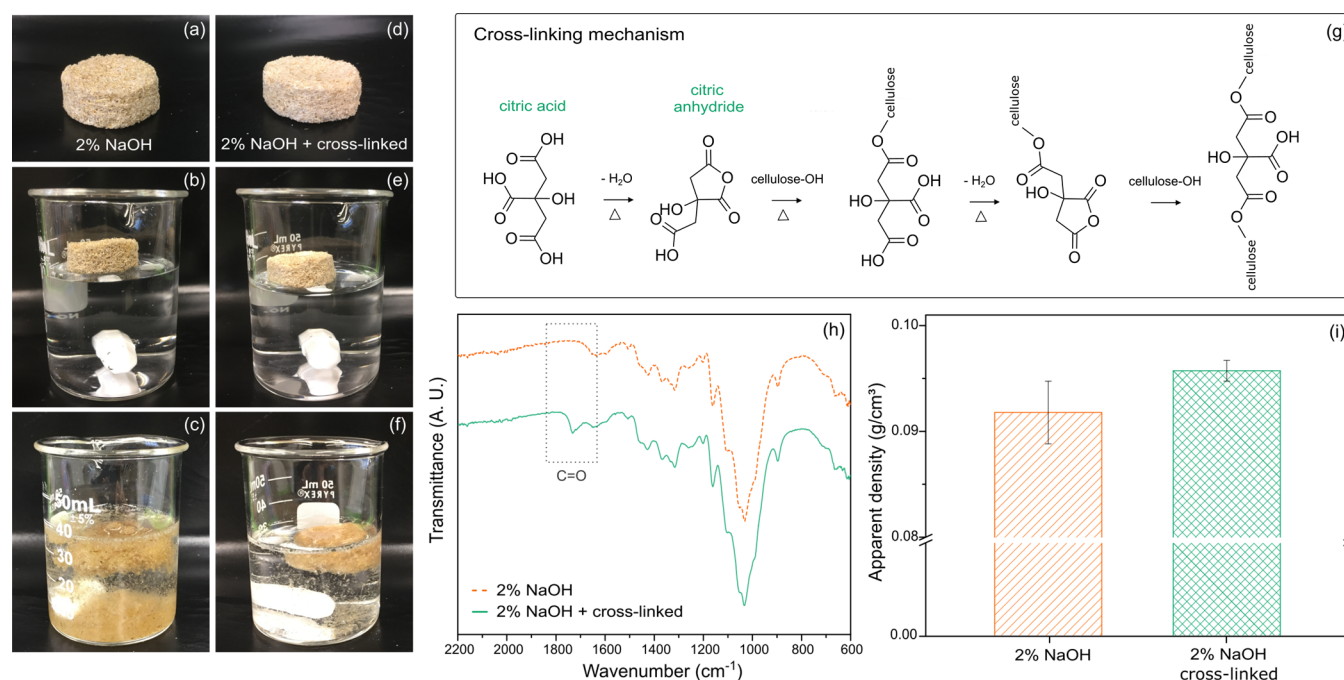 (a)
2% NaOH
(d)
2% NaOH + cross-linked
(b)
(e)
50 mL
PYREX®
(c)
50mL
±5%
40
30
20
(f)
50mL
40
50 mL
PYREX®
(g)
Cross-linking mechanism
citric acid
OH
O
HO
O
OH
O
OH
- H₂O
△
citric
anhydride
O
O
HO
O
O
HO
cellulose-OH
△
cellulose
O
O
OH
HO
O
O
HO
- H₂O
△
cellulose
O
O
HO
O
O
O
cellulose-OH
cellulose
O
O
OH
HO
O
O
O
cellulose
(h)
Transmittance (A. U.)
C=O
2% NaOH
2% NaOH + cross-linked
2200 2000 1800 1600 1400 1200 1000 800 600
Wavenumber (cm⁻¹)
(i)
Apparent density (g/cm³)
0.10
0.09
0.08
0.00
2% NaOH
2% NaOH
cross-linked